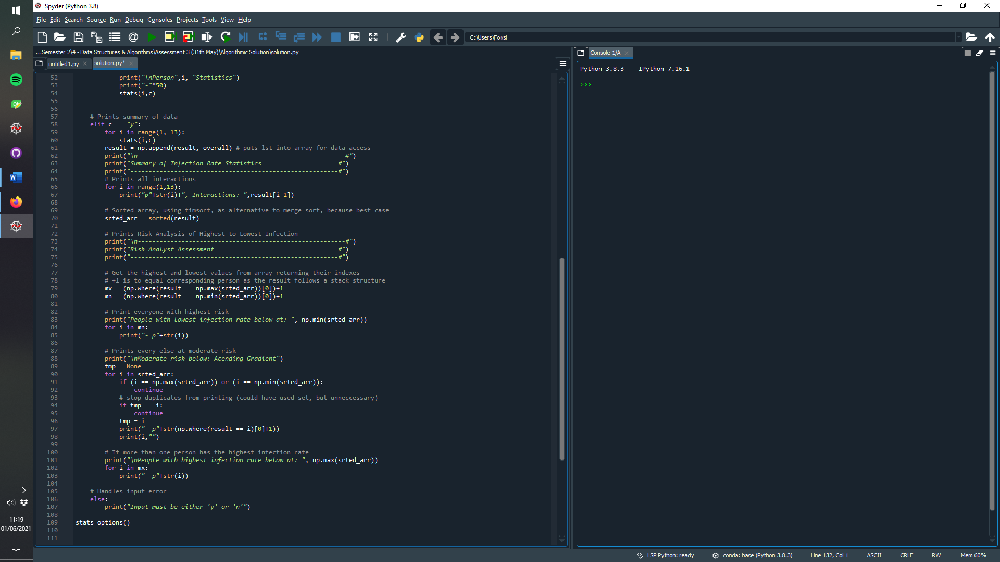 Spyder (Python 3.8)
File Edit Search Source Run Debug Consoles Projects Tools View Help
C:\Users\Foxsi
...Semester 2\4 - Data Structures & Algorithms\Assessment 3 (31th May)\Algorithmic Solution\solution.py
untitled1.py
solution.py*
52 print("\nPerson",i, "Statistics")
53 print("-"*50)
54 stats(i,c)
55
56
57 # Prints summary of data
58 elif c == "y":
59 for i in range(1, 13):
60 stats(i,c)
61 result = np.append(result, overall) # puts lst into array for data access
62 print("\n---------------------------------------------------------#")
63 print("Summary of Infection Rate Statistics                     #")
64 print("---------------------------------------------------------#")
65 # Prints all interactions
66 for i in range(1,13):
67 print("p"+str(i)+", Interactions: ",result[i-1])
68
69 # Sorted array, using timsort, as alternative to merge sort, because best case
70 srted_arr = sorted(result)
71
72 # Prints Risk Analysis of Highest to Lowest Infection
73 print("\n---------------------------------------------------------#")
74 print("Risk Analyst Assessment                                  #")
75 print("---------------------------------------------------------#")
76
77 # Get the highest and lowest values from array returning their indexes
78 # +1 is to equal corresponding person as the result follows a stack structure
79 mx = (np.where(result == np.max(srted_arr))[0])+1
80 mn = (np.where(result == np.min(srted_arr))[0])+1
81
82 # Print everyone with highest risk
83 print("People with lowest infection rate below at: ", np.min(srted_arr))
84 for i in mn:
85 print("- p"+str(i))
86
87 # Prints every else at moderate risk
88 print("\nModerate risk below: Acending Gradient")
89 tmp = None
90 for i in srted_arr:
91 if (i == np.max(srted_arr)) or (i == np.min(srted_arr)):
92 continue
93 # stop duplicates from printing (could have used set, but unneccessary)
94 if tmp == i:
95 continue
96 tmp = i
97 print("- p"+str(np.where(result == i)[0]+1))
98 print(i,"")
99
100 # If more than one person has the highest infection rate
101 print("\nPeople with highest infection rate below at: ", np.max(srted_arr))
102 for i in mx:
103 print("- p"+str(i))
104
105 # Handles input error
106 else:
107 print("Input must be either 'y' or 'n'")
108
109 stats_options()
110
111
Console 1/A
Python 3.8.3 -- IPython 7.16.1
>>>
11:19
01/06/2021
LSP Python: ready
conda: base (Python 3.8.3)
Line 132, Col 1
ASCII
CRLF
RW
Mem 60%